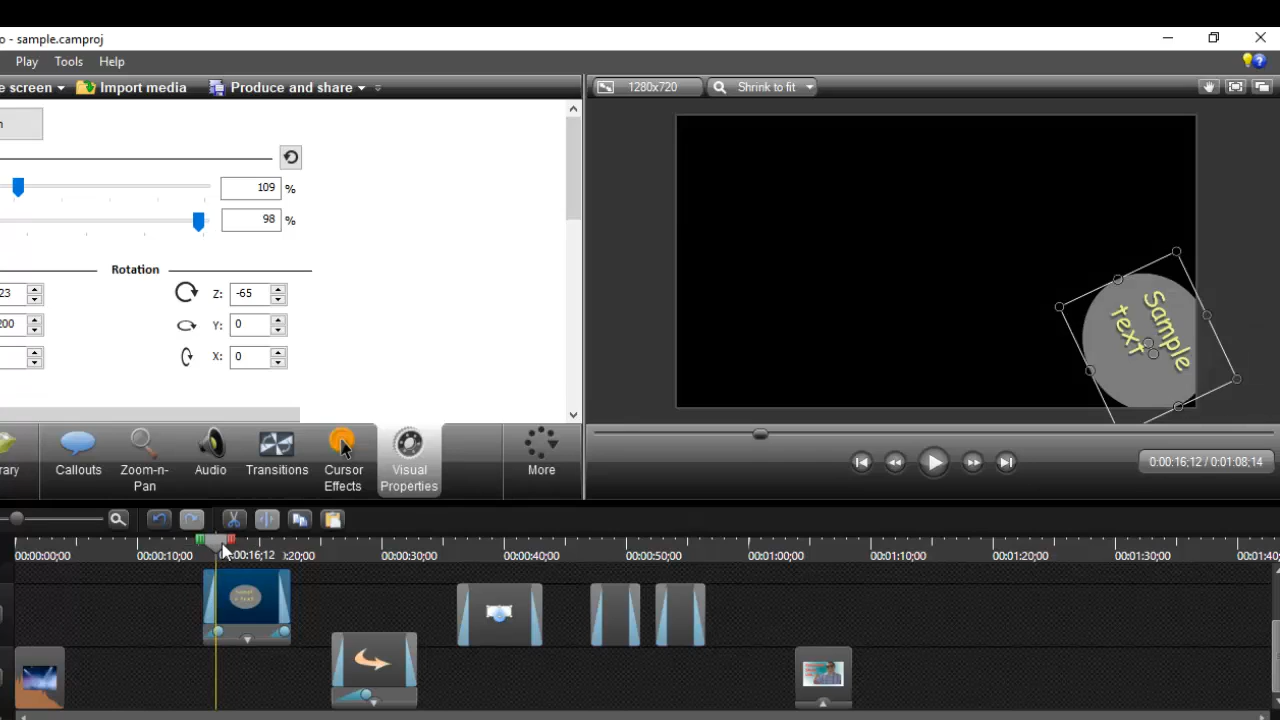 o - sample.camproj
Play Tools Help
e screen Import media Produce and share
1280x720 Shrink to fit
n
109 %
98 %
Rotation
23 Z: -65
200 Y: 0
X: 0
Sample
text
rary Callouts Zoom-n-Pan Audio Transitions Cursor Effects Visual Properties More
0:00:16;12 / 0:01:08;14
00:00:00;00 00:00:10;00 0:00:16;12 :20;00 00:00:30;00 00:00:40;00 00:00:50;00 00:01:00;00 00:01:10;00 00:01:20;00 00:01:30;00 00:01:40;